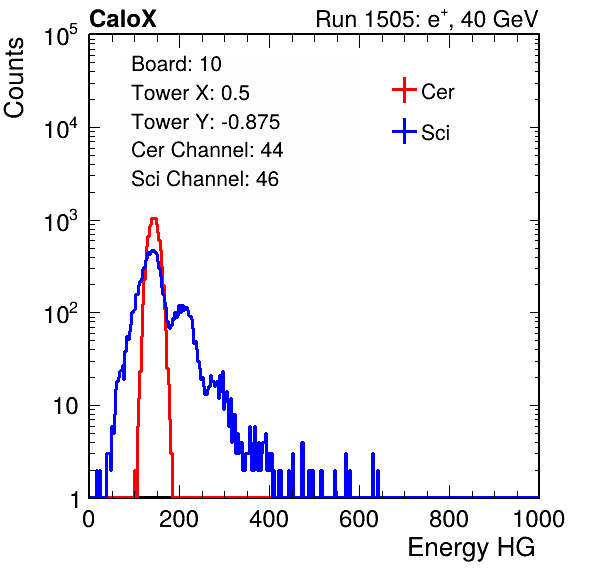 CaloX Run 1505: e⁺, 40 GeV
Counts
Board: 10
Tower X: 0.5
Tower Y: -0.875
Cer Channel: 44
Sci Channel: 46
Cer
Sci
10⁵
10⁴
10³
10²
10
1
0 200 400 600 800 1000
Energy HG